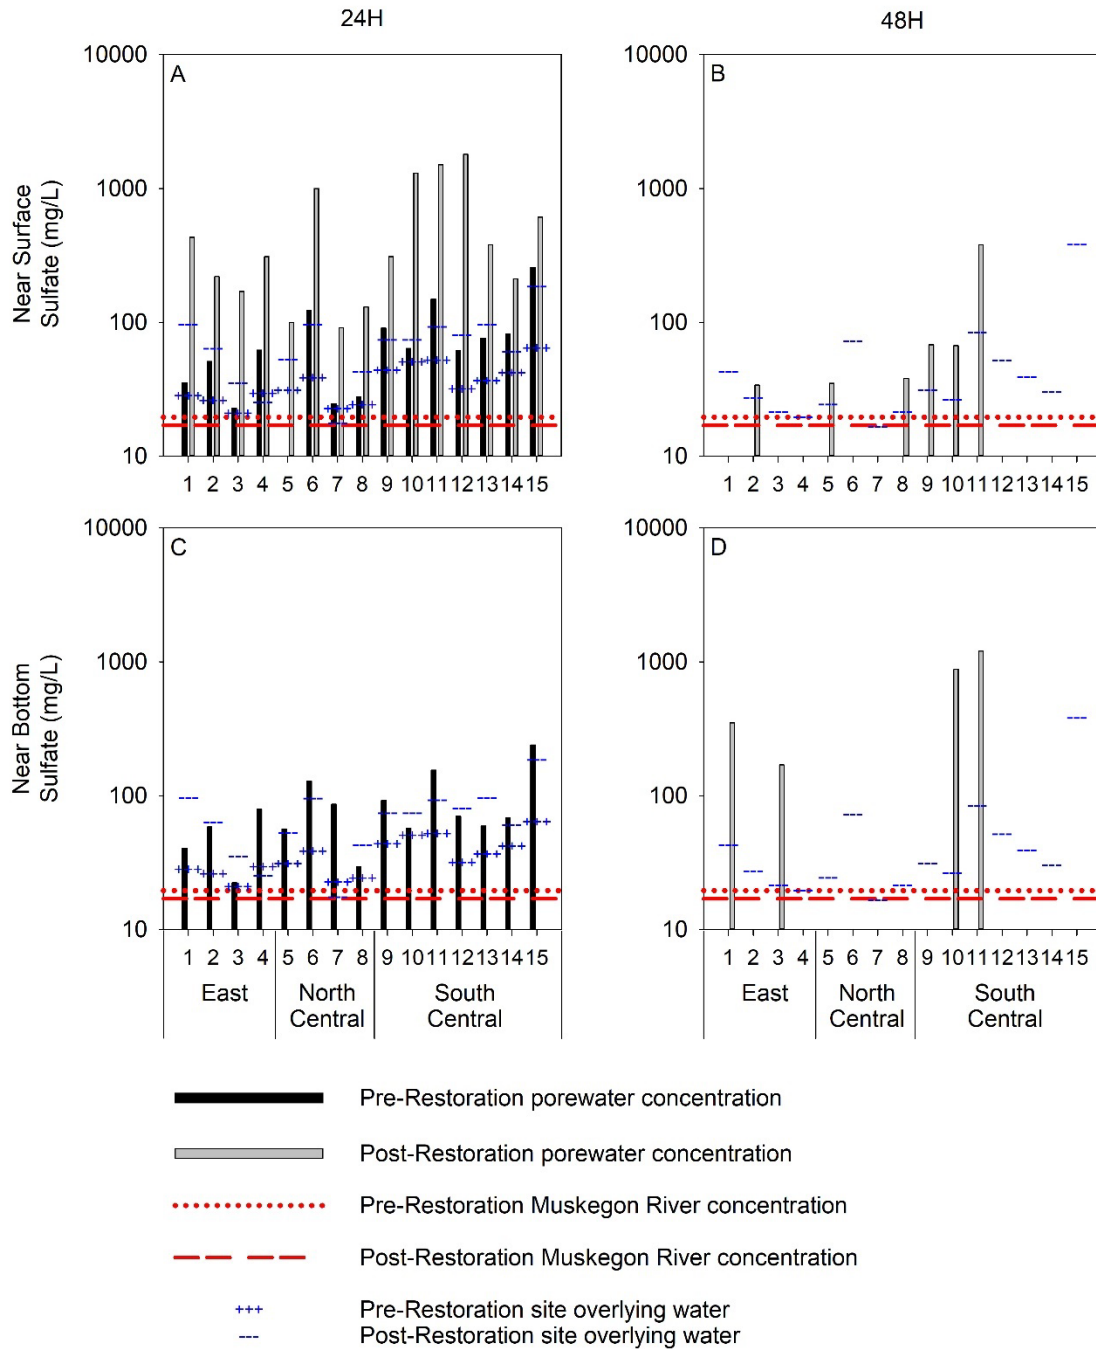 24H
48H
A
B
10000
1000
100
10
Near Surface
Sulfate (mg/L)
1 2 3 4 5 6 7 8 9 10 11 12 13 14 15
10000
1000
100
10
1 2 3 4 5 6 7 8 9 10 11 12 13 14 15
C
D
10000
1000
100
10
Near Bottom
Sulfate (mg/L)
1 2 3 4 5 6 7 8 9 10 11 12 13 14 15
East
North
Central
South
Central
10000
1000
100
10
1 2 3 4 5 6 7 8 9 10 11 12 13 14 15
East
North
Central
South
Central
Pre-Restoration porewater concentration
Post-Restoration porewater concentration
Pre-Restoration Muskegon River concentration
Post-Restoration Muskegon River concentration
+++ Pre-Restoration site overlying water
--- Post-Restoration site overlying water